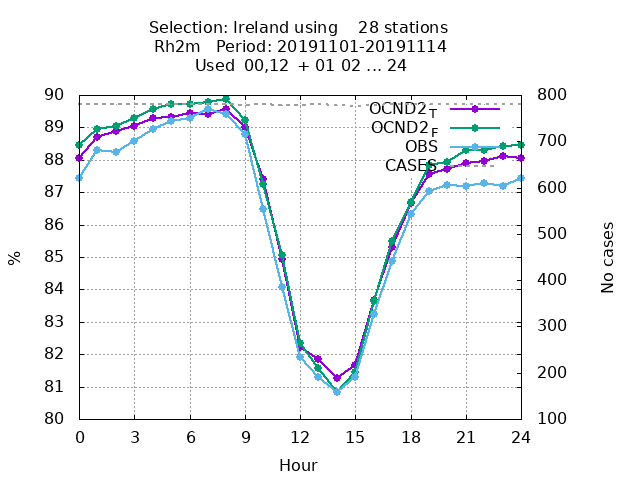 Selection: Ireland using    28 stations
Rh2m   Period: 20191101-20191114
Used  00,12  + 01 02 ... 24
90
89
88
87
86
85
84
83
82
81
80
%
800
700
600
500
400
300
200
100
No cases
OCND2 T
OCND2 F
OBS
CASES
0 3 6 9 12 15 18 21 24
Hour